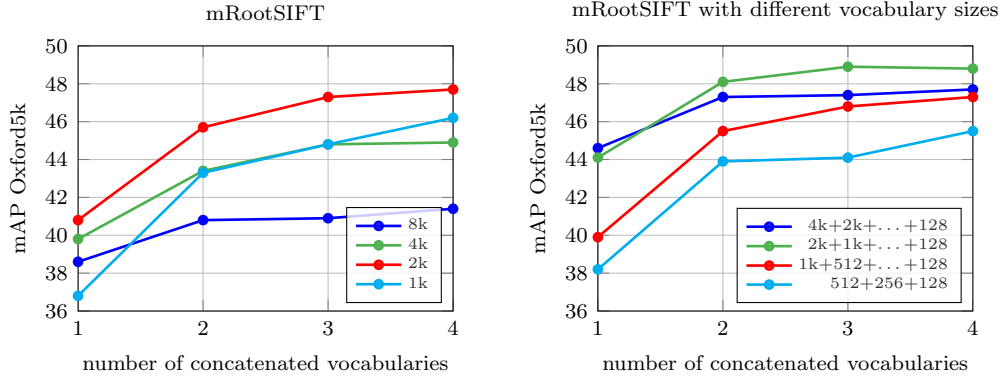 mRootSIFT
50
48
46
44
42
40
38
36
mAP Oxford5k
8k
4k
2k
1k
1 2 3 4
number of concatenated vocabularies
mRootSIFT with different vocabulary sizes
50
48
46
44
42
40
38
36
mAP Oxford5k
4k+2k+...+128
2k+1k+...+128
1k+512+...+128
512+256+128
1 2 3 4
number of concatenated vocabularies